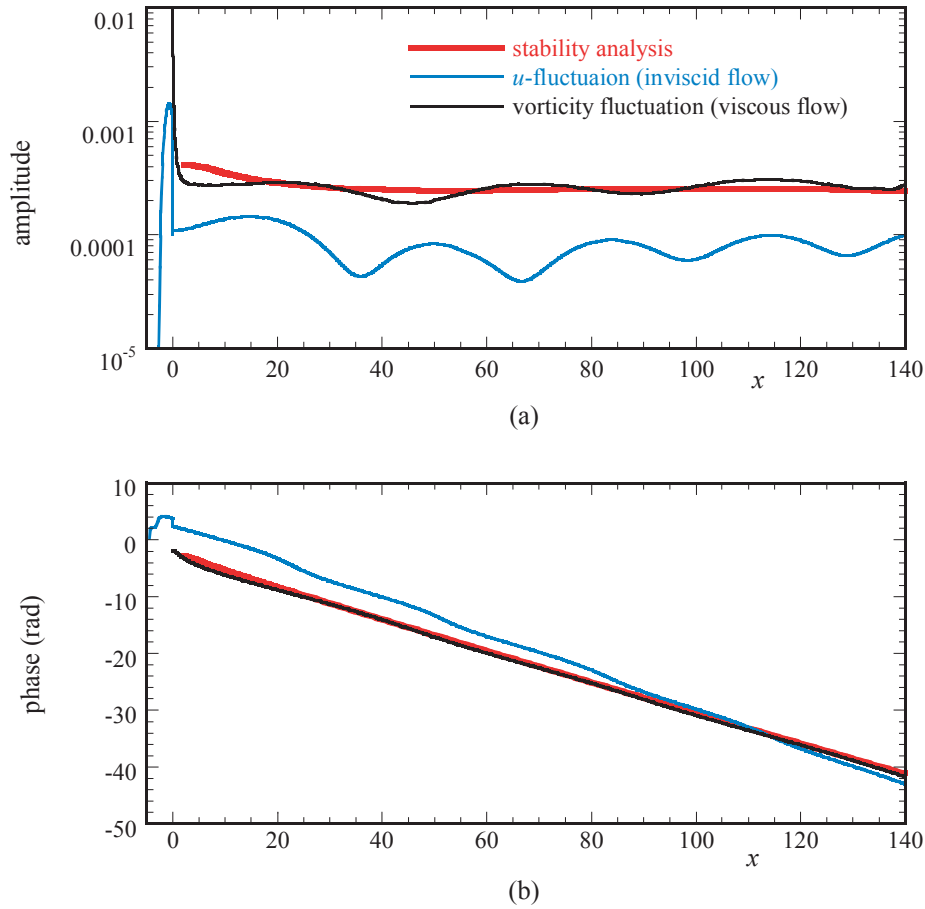 0.01
stability analysis
u-fluctuaion (inviscid flow)
vorticity fluctuation (viscous flow)
0.001
amplitude
0.0001
10-5
0 20 40 60 80 100 x 120 140
(a)
10
0
-10
phase (rad)
-20
-30
-40
-50
0 20 40 60 80 100 x 120 140
(b)